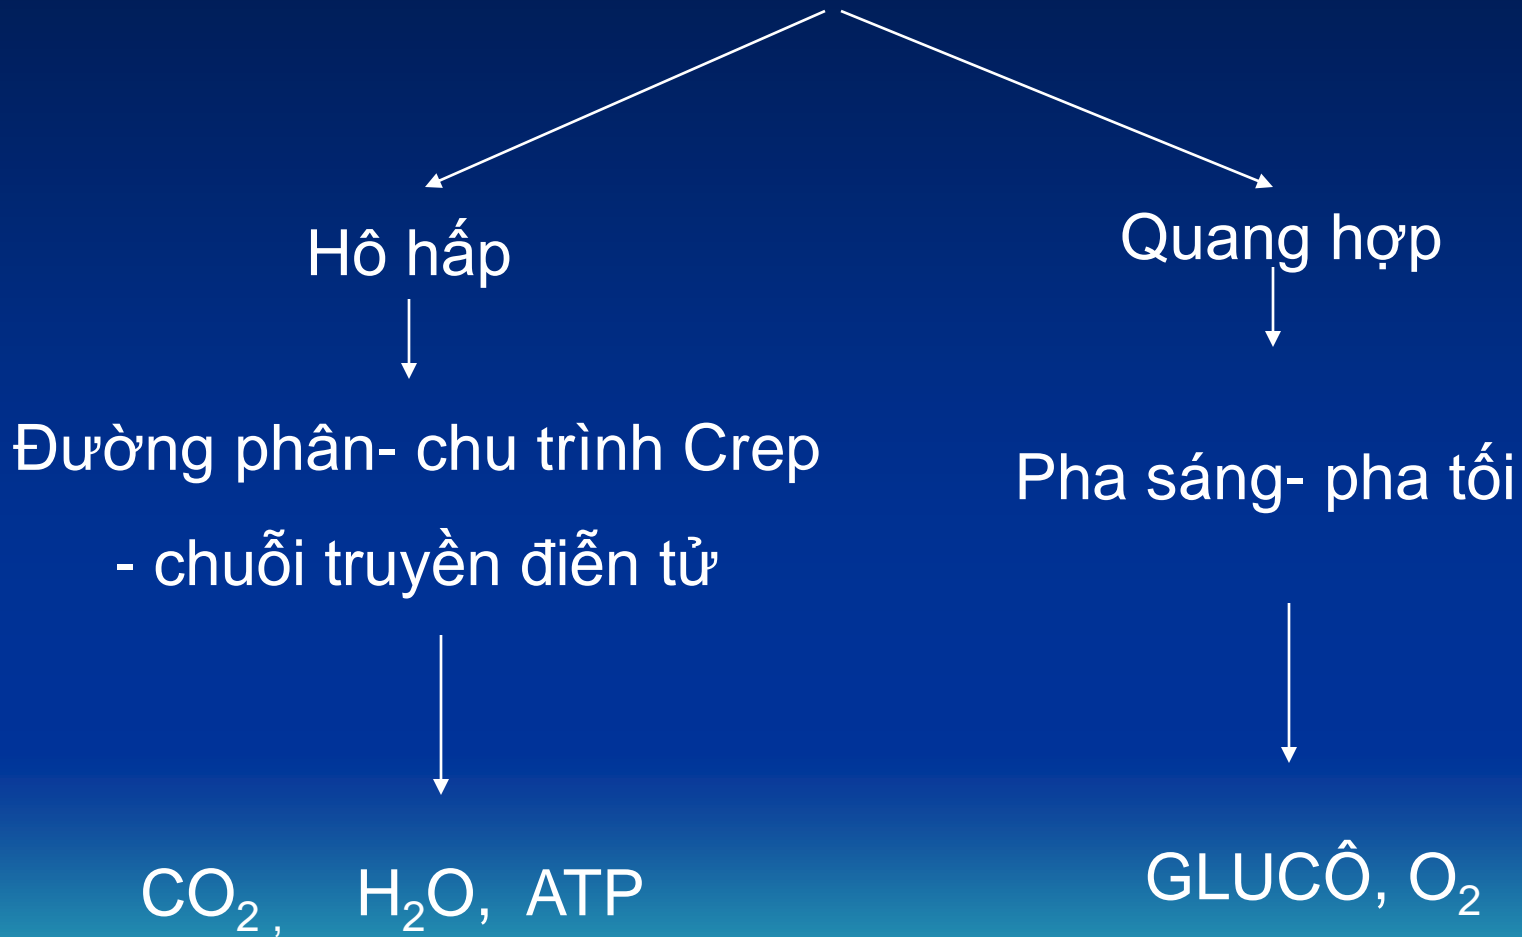 Hô hấp
Quang hợp
Đường phân- chu trình Crep
- chuỗi truyền điễn tử
Pha sáng- pha tối
CO₂ , H₂O, ATP
GLUCÔ, O₂